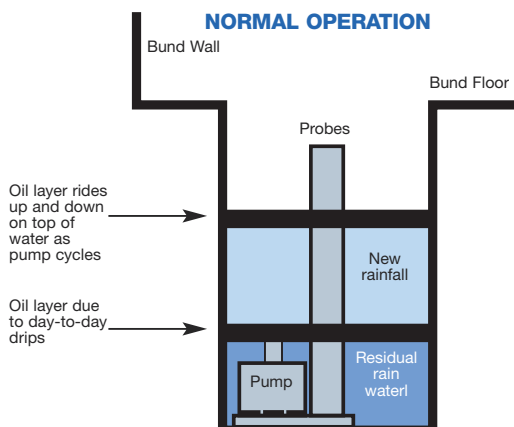 NORMAL OPERATION
Bund Wall
Bund Floor
Probes
Oil layer rides
up and down
on top of
water as
pump cycles
New
rainfall
Oil layer due
to day-to-day
drips
Residual
rain
waterl
Pump